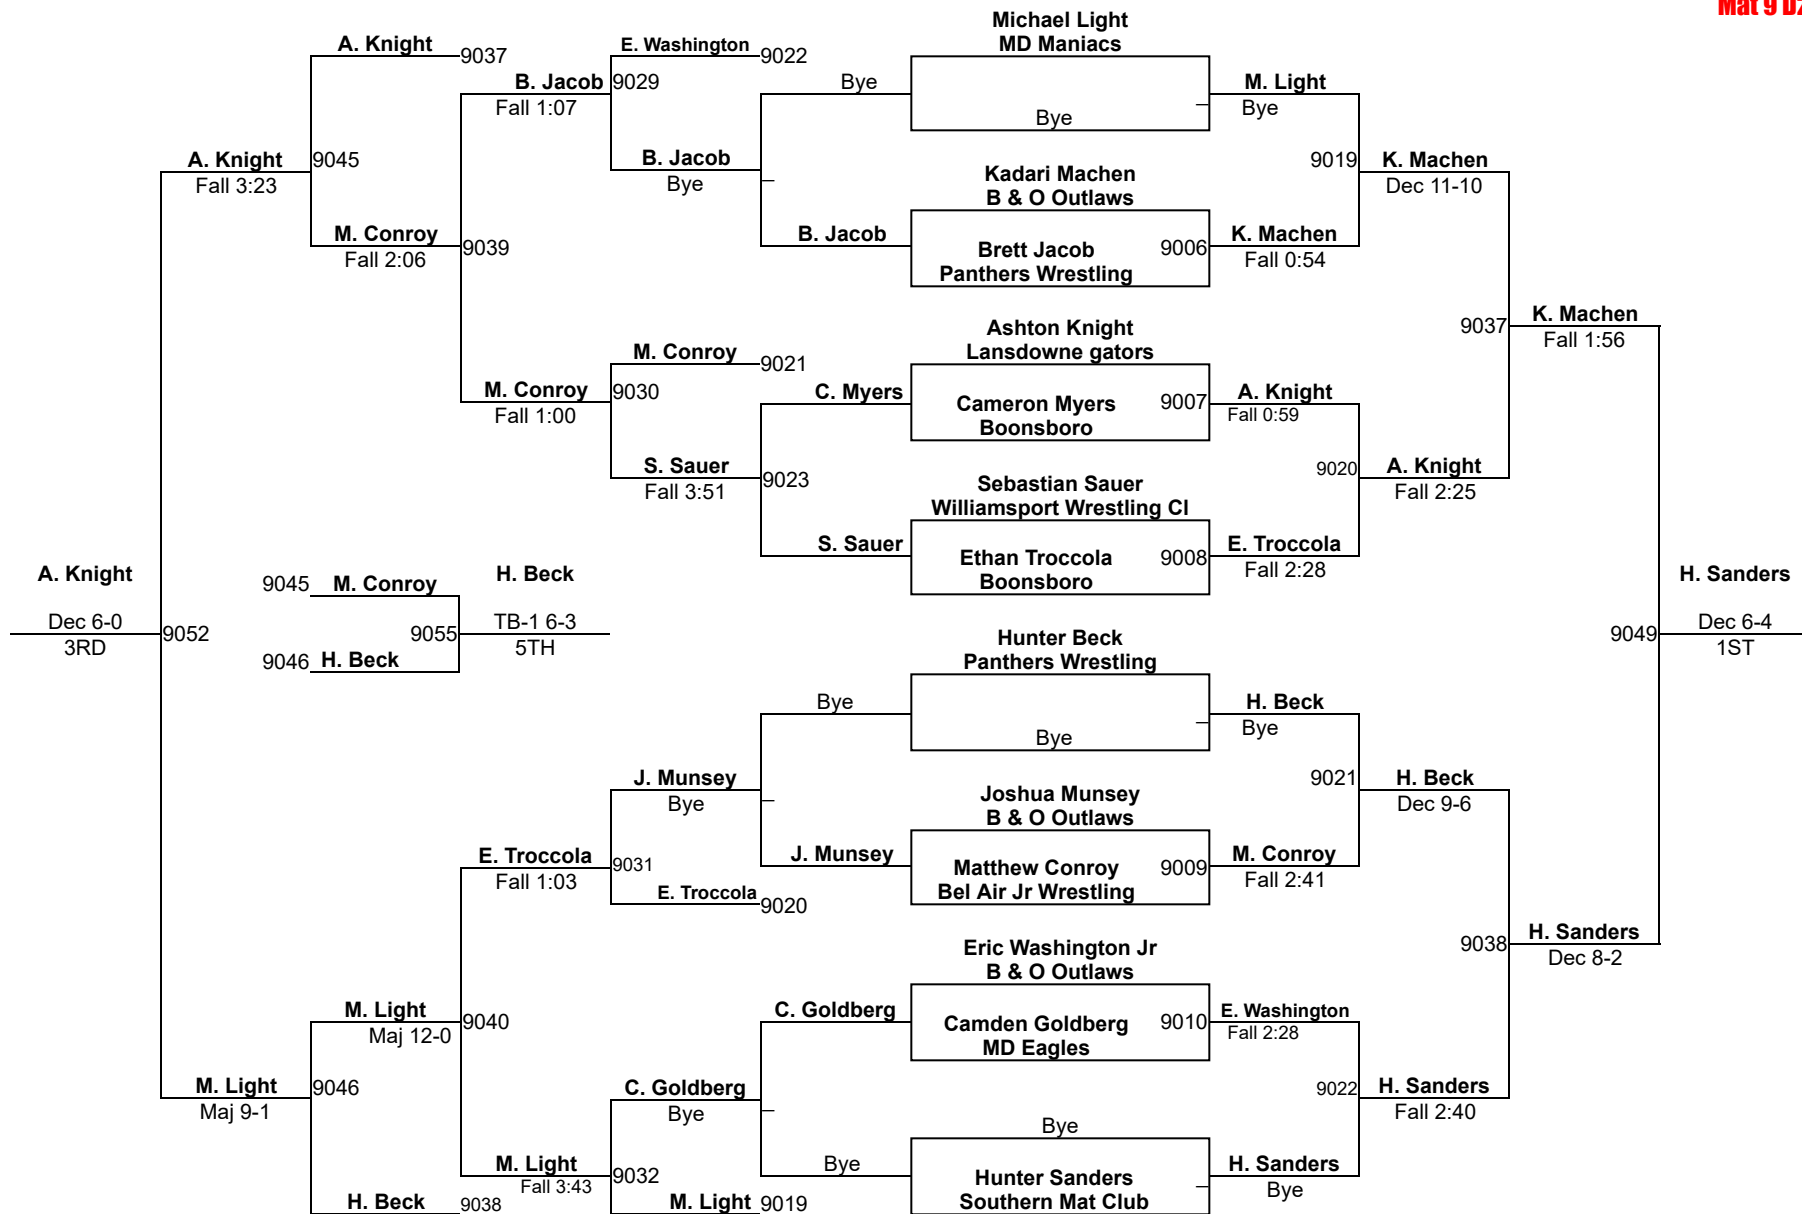 Mat 9 D2
Michael Light
MD Maniacs
A. Knight
9037
E. Washington
9022
B. Jacob
9029
Fall 1:07
Bye
M. Light
Bye
Bye
A. Knight
9045
Fall 3:23
B. Jacob
Bye
9019
K. Machen
Dec 11-10
Kadari Machen
B & O Outlaws
M. Conroy
Fall 2:06
9039
B. Jacob
Brett Jacob
Panthers Wrestling
9006
K. Machen
Fall 0:54
9037
K. Machen
Fall 1:56
Ashton Knight
Lansdowne gators
M. Conroy
9021
M. Conroy
9030
Fall 1:00
C. Myers
Cameron Myers
Boonsboro
9007
A. Knight
Fall 0:59
S. Sauer
Fall 3:51
9023
9020
A. Knight
Fall 2:25
Sebastian Sauer
Williamsport Wrestling Cl
S. Sauer
Ethan Troccola
Boonsboro
9008
E. Troccola
Fall 2:28
A. Knight
Dec 6-0
3RD
9052
9045
M. Conroy
9046
H. Beck
9055
H. Beck
TB-1 6-3
5TH
H. Sanders
9049
Dec 6-4
1ST
Hunter Beck
Panthers Wrestling
Bye
Bye
H. Beck
Bye
J. Munsey
Bye
9021
H. Beck
Dec 9-6
Joshua Munsey
B & O Outlaws
E. Troccola
Fall 1:03
9031
J. Munsey
Matthew Conroy
Bel Air Jr Wrestling
9009
M. Conroy
Fall 2:41
E. Troccola
9020
9038
H. Sanders
Dec 8-2
Eric Washington Jr
B & O Outlaws
M. Light
Maj 12-0
9040
C. Goldberg
Camden Goldberg
MD Eagles
9010
E. Washington
Fall 2:28
M. Light
Maj 9-1
9046
C. Goldberg
Bye
9022
H. Sanders
Fall 2:40
Bye
M. Light
Fall 3:43
9032
Bye
Hunter Sanders
Southern Mat Club
H. Sanders
Bye
H. Beck
9038
M. Light
9019